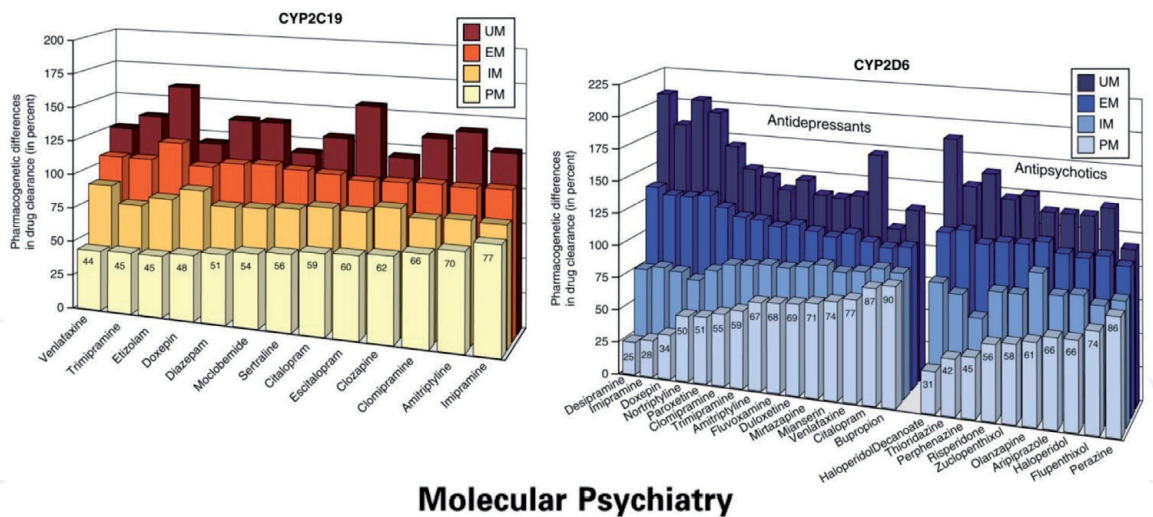 CYP2C19
UM
EM
IM
PM
Pharmacogenetic differences
in drug clearance (in percent)
200
175
150
125
100
75
50
25
0
44
45
45
48
51
54
56
59
60
62
66
70
77
Venlafaxine
Trimipramine
Etizolam
Doxepin
Diazepam
Moclobemide
Sertraline
Citalopram
Escitalopram
Clozapine
Clomipramine
Amitriptyline
Imipramine
CYP2D6
UM
EM
IM
PM
Antidepressants
Antipsychotics
Pharmacogenetic differences
in drug clearance (in percent)
225
200
175
150
125
100
75
50
25
0
25
28
34
50
51
55
59
67
68
69
71
74
77
87
90
31
42
45
56
58
61
66
66
74
86
Desipramine
Imipramine
Doxepin
Nortriptyline
Paroxetine
Clomipramine
Trimipramine
Amitriptyline
Fluvoxamine
Duloxetine
Mirtazapine
Mianserin
Venlafaxine
Citalopram
Bupropion
HaloperidolDecanoate
Thioridazine
Perphenazine
Risperidone
Zuclopenthixol
Olanzapine
Aripiprazole
Haloperidol
Flupenthixol
Perazine
Molecular Psychiatry